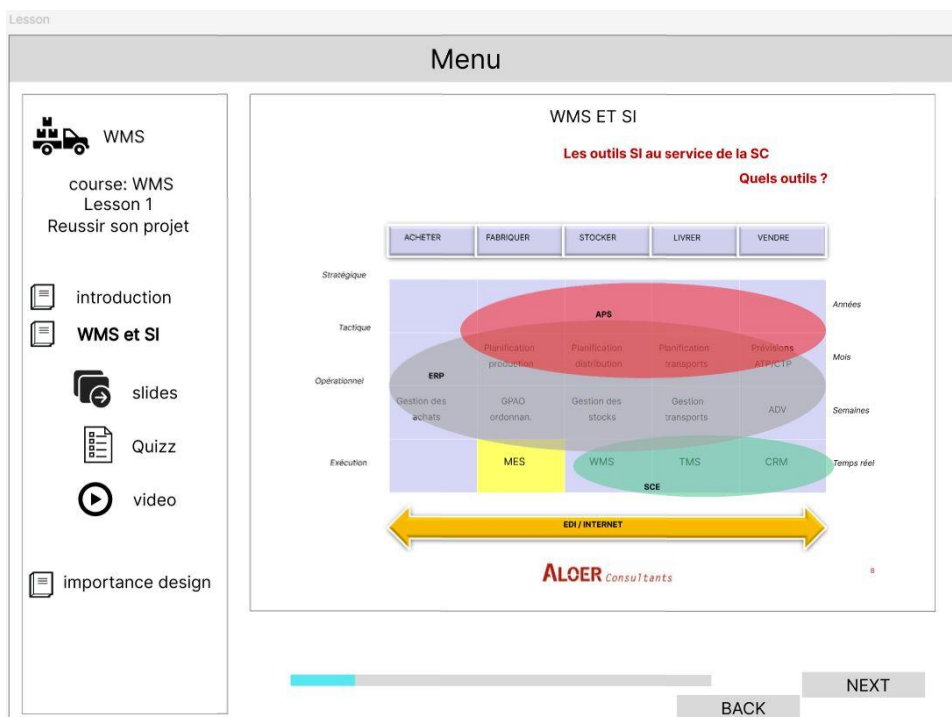 Lesson
Menu
WMS
course: WMS
Lesson 1
Reussir son projet
introduction
WMS et SI
slides
Quizz
video
importance design
WMS ET SI
Les outils SI au service de la SC
Quels outils ?
ACHETER FABRIQUER STOCKER LIVRER VENDRE
Stratégique
Années
APS
Tactique
Planification production
Planification distribution
Planification transports
Prévisions ATP/CTP
Mois
Opérationnel
ERP
Gestion des achats
GPAO ordonnan.
Gestion des stocks
Gestion transports
ADV
Semaines
Exécution
MES WMS TMS CRM
Temps réel
SCE
EDI / INTERNET
ALOER Consultants
8
NEXT
BACK